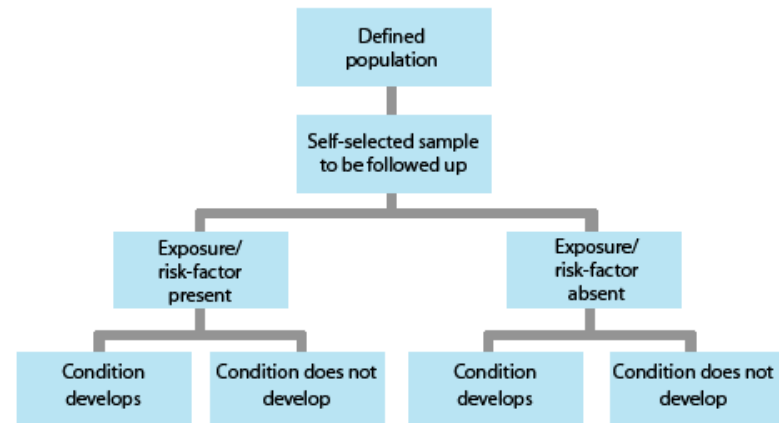 Defined
population
Self-selected sample
to be followed up
Exposure/
risk-factor
present
Exposure/
risk-factor
absent
Condition
develops
Condition does not
develop
Condition
develops
Condition does not
develop